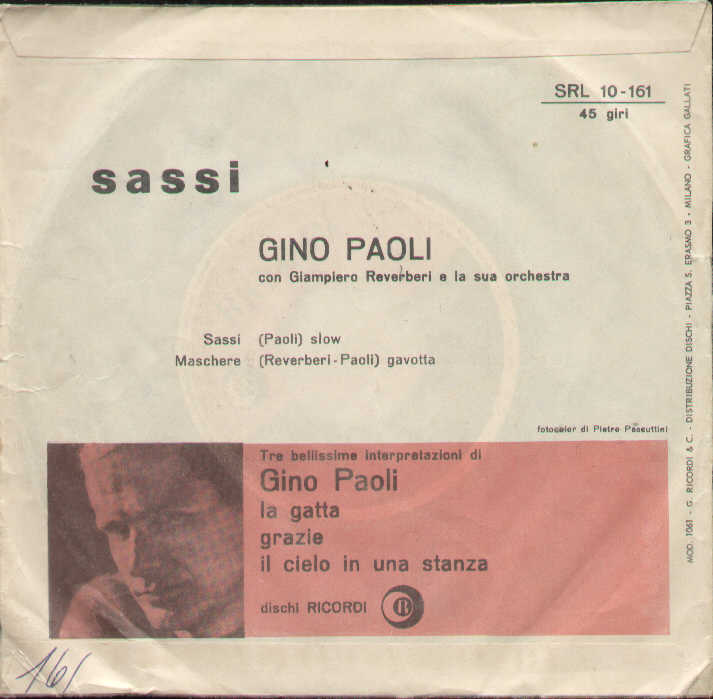 SRL 10-161
45 giri
sassi
GINO PAOLI
con Giampiero Reverberi e la sua orchestra
Sassi (Paoli) slow
Maschere (Reverberi-Paoli) gavotta
fotocolor di Pietro Pascuttini
Tre bellissime interpretazioni di
Gino Paoli
la gatta
grazie
il cielo in una stanza
dischi RICORDI R
MOD. 1061 - G. RICORDI & C. - DISTRIBUZIONE DISCHI - PIAZZA S. ERASMO 3 - MILANO - GRAFICA GALLATI
161